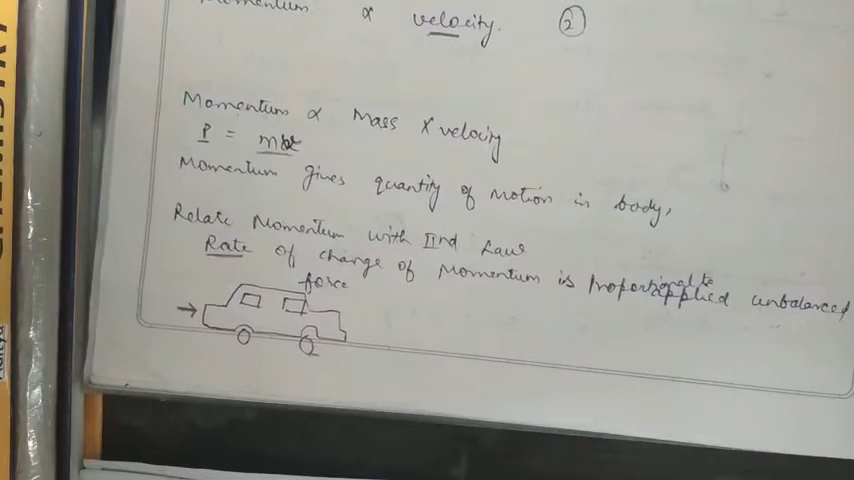 Momentum ∝ velocity. ②
Momentum ∝ Mass × velocity
P = mv
Momentum gives quantity of Motion in body,
Relate Momentum with IInd Law
Rate of change of Momentum is proportional to applied unbalanced
force